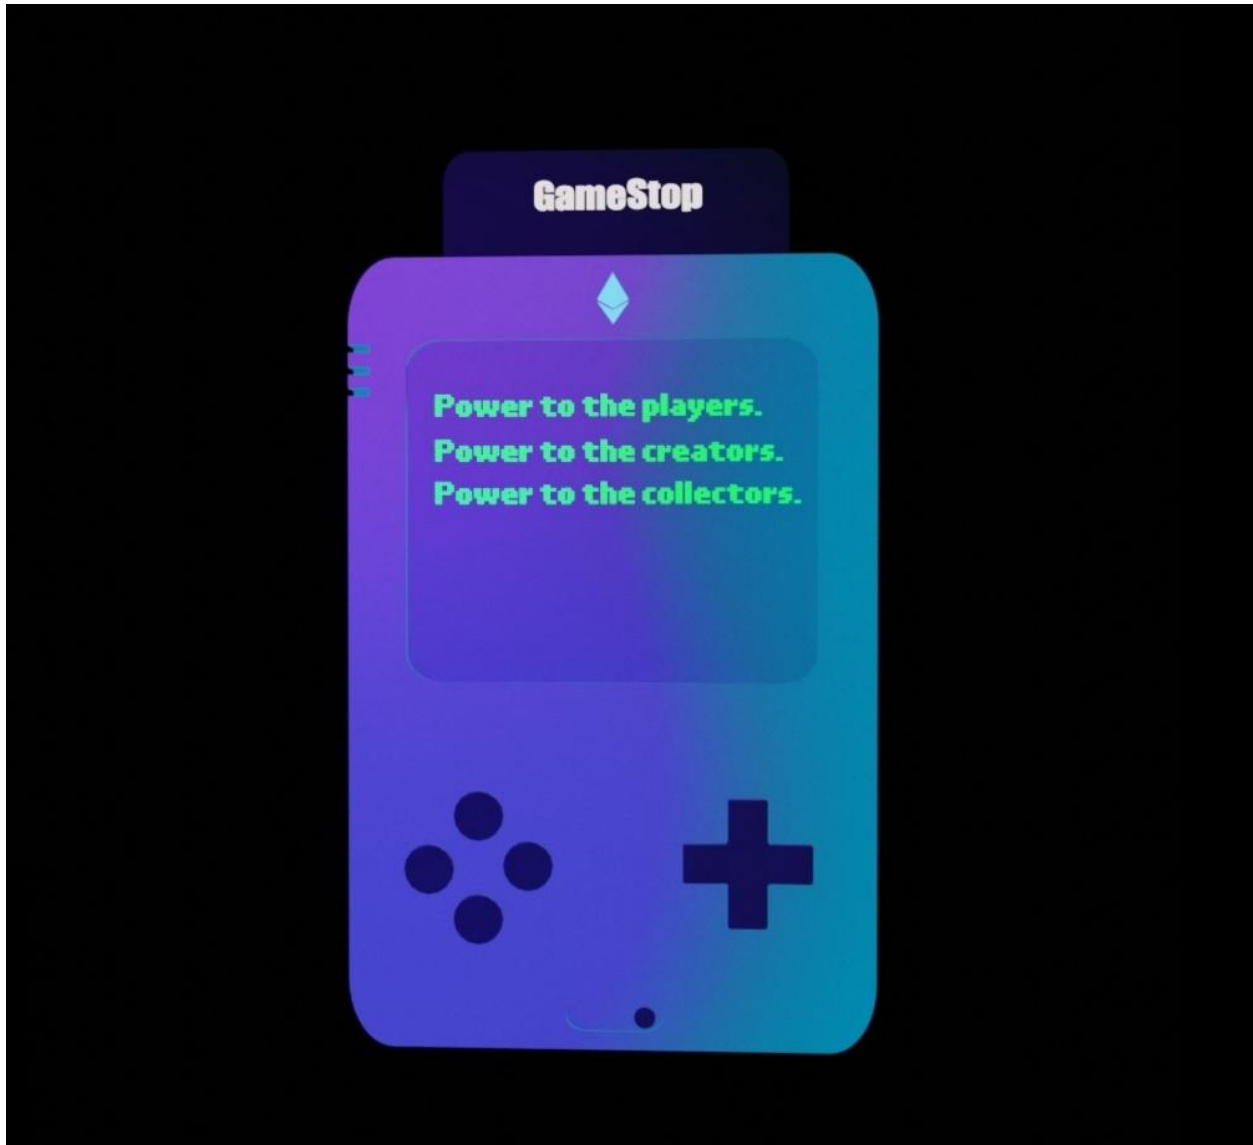 GameStop
Power to the players.
Power to the creators.
Power to the collectors.